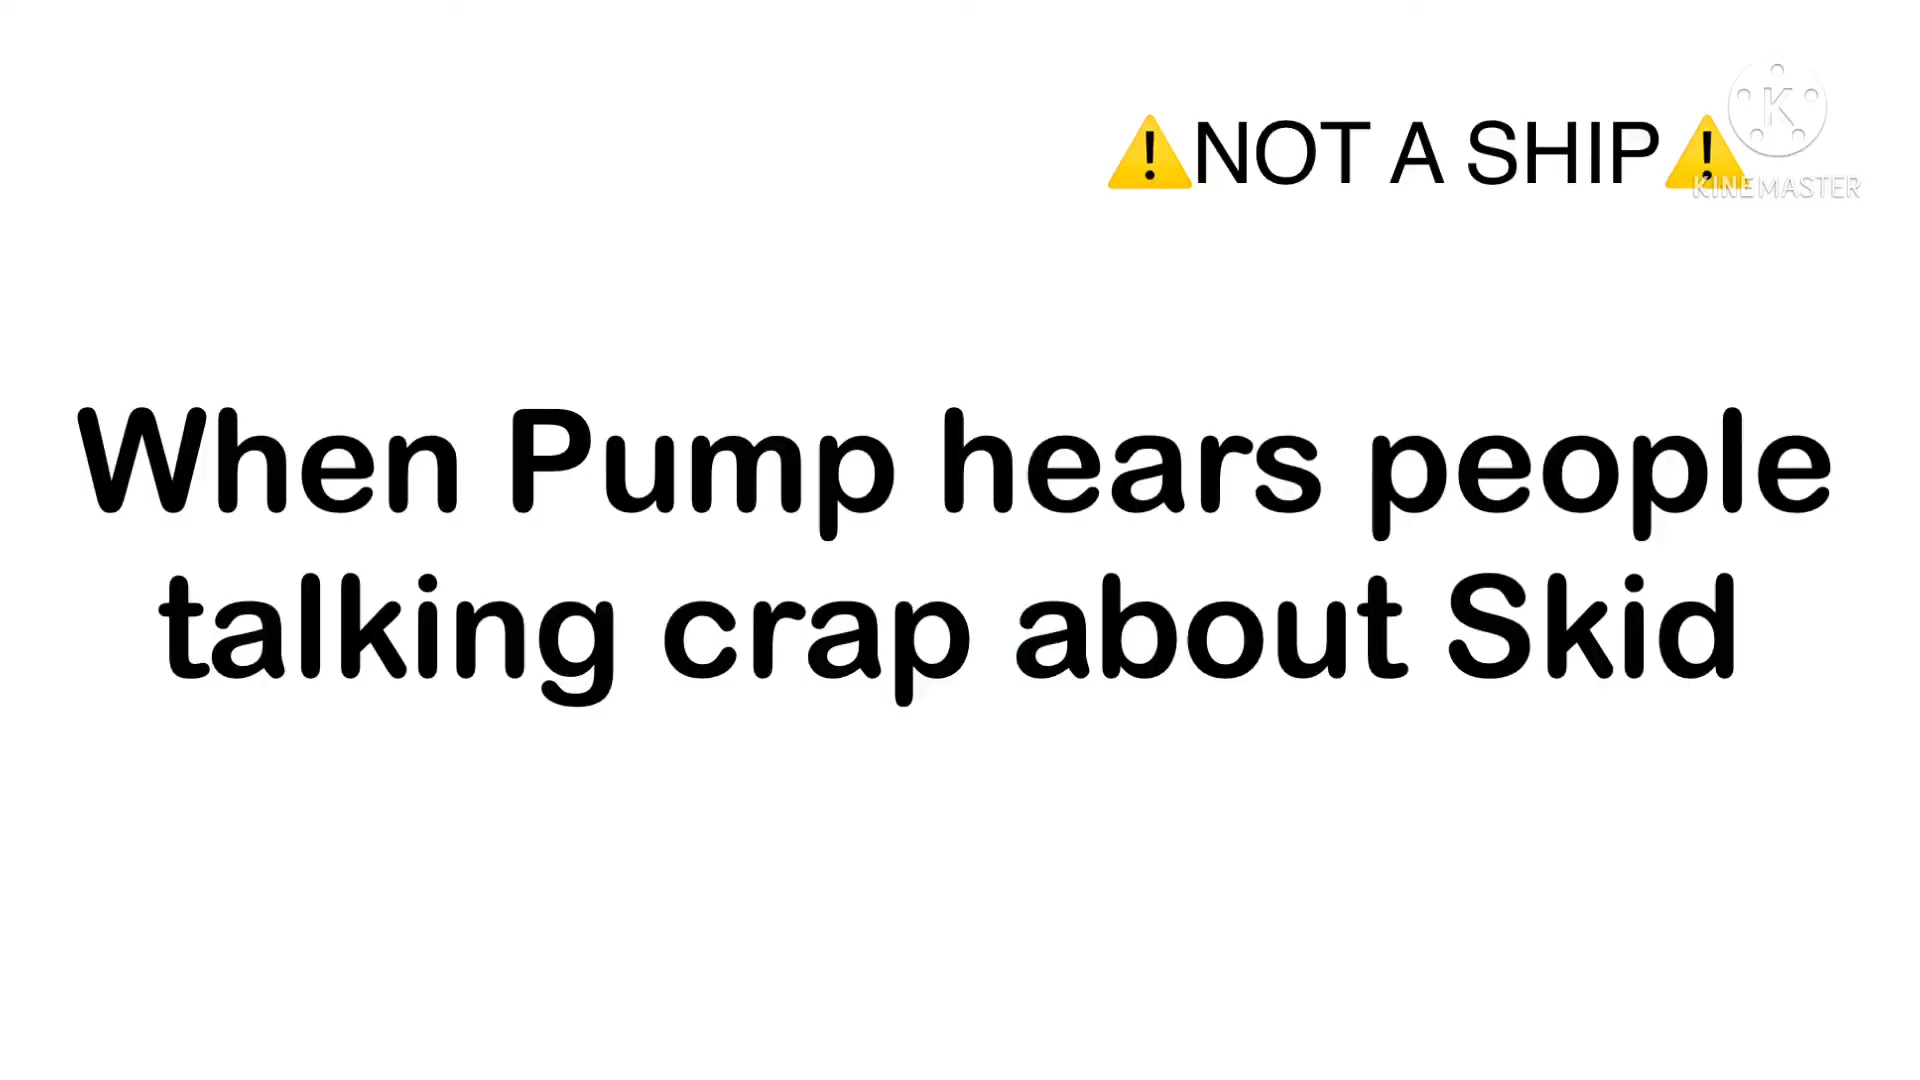 ⚠️NOT A SHIP⚠️
K
KINEMASTER
When Pump hears people
talking crap about Skid